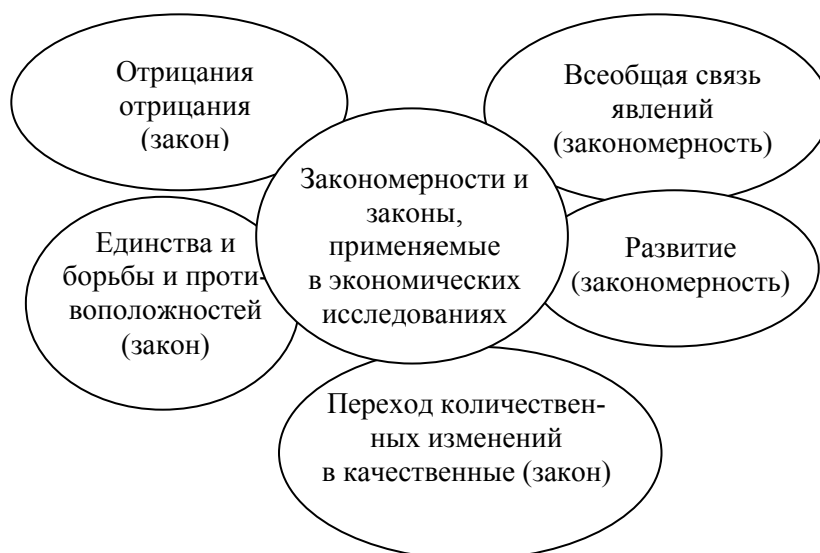 Отрицания
отрицания
(закон)
Всеобщая связь
явлений
(закономерность)
Закономерности и
законы,
применяемые
в экономических
исследованиях
Единства и
борьбы и проти-
воположностей
(закон)
Развитие
(закономерность)
Переход количествен-
ных изменений
в качественные (закон)